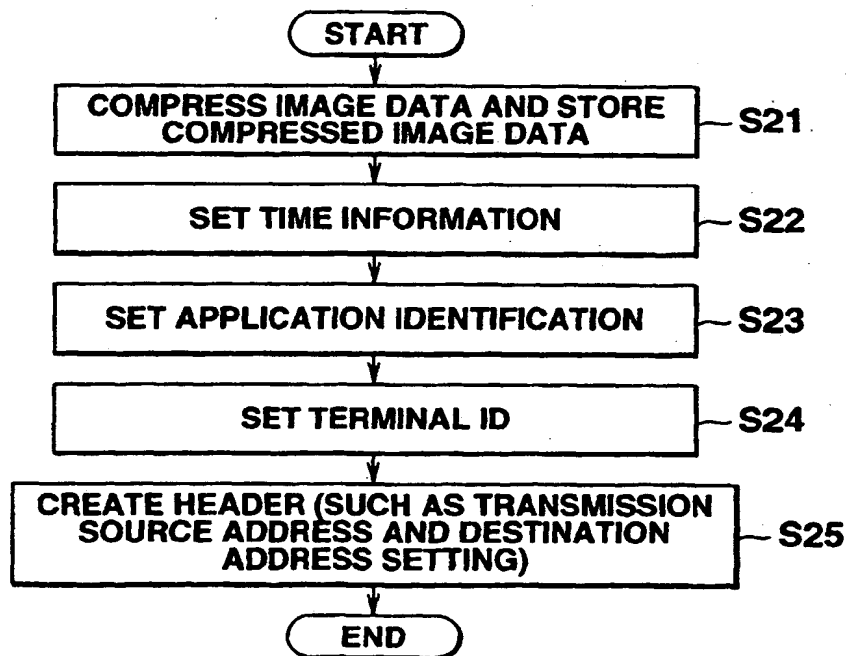 START
COMPRESS IMAGE DATA AND STORE
COMPRESSED IMAGE DATA
S21
SET TIME INFORMATION
S22
SET APPLICATION IDENTIFICATION
S23
SET TERMINAL ID
S24
CREATE HEADER (SUCH AS TRANSMISSION
SOURCE ADDRESS AND DESTINATION
ADDRESS SETTING)
S25
END